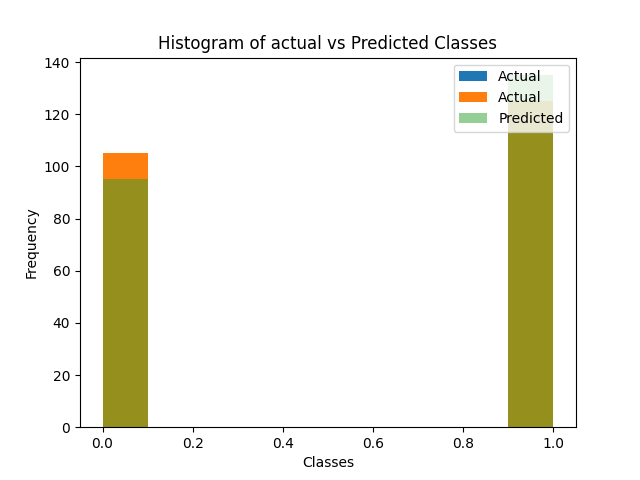 Histogram of actual vs Predicted Classes
Actual
Actual
Predicted
Frequency
140
120
100
80
60
40
20
0
0.0 0.2 0.4 0.6 0.8 1.0
Classes